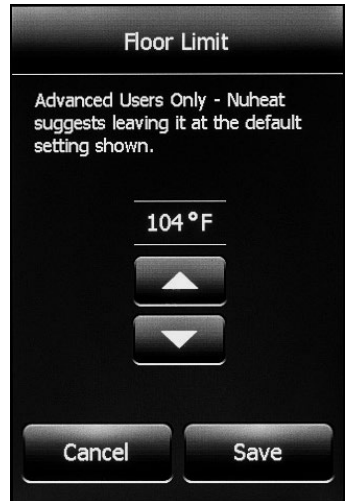 Floor Limit
Advanced Users Only - Nuheat
suggests leaving it at the default
setting shown.
104°F
Cancel
Save